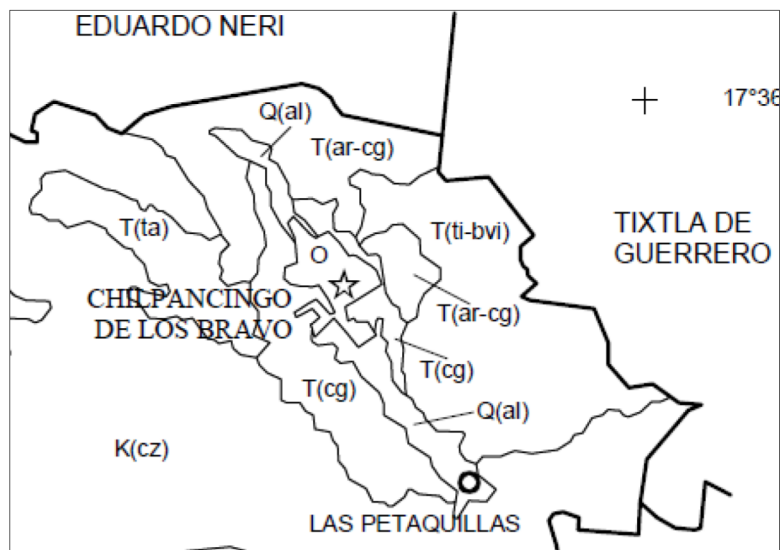 EDUARDO NERI
17°36
Q(al)
T(ar-cg)
T(ta)
T(ti-bvi)
TIXTLA DE
GUERRERO
O
CHILPANCINGO
DE LOS BRAVO
T(ar-cg)
T(cg)
T(cg)
Q(al)
K(cz)
LAS PETAQUILLAS